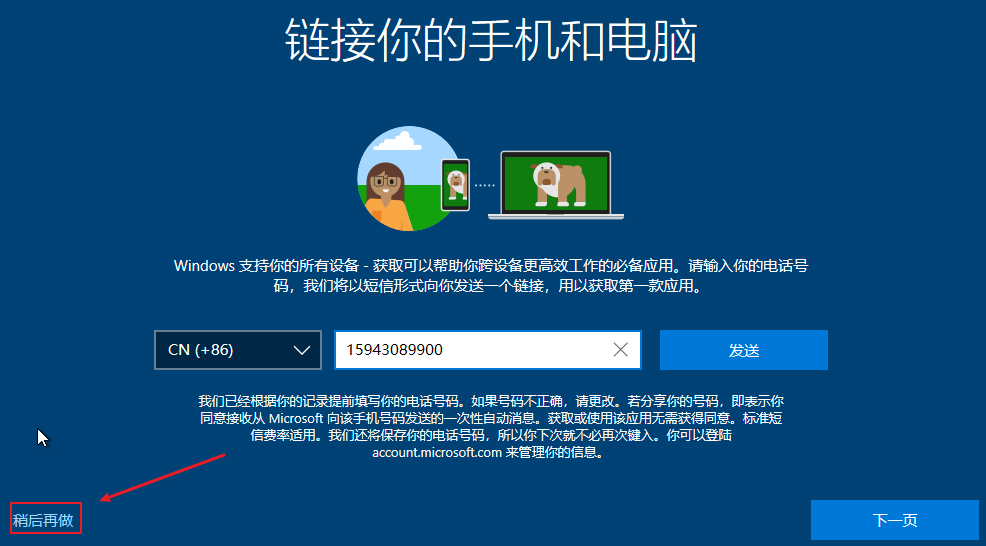 链接你的手机和电脑
Windows 支持你的所有设备 - 获取可以帮助你跨设备更高效工作的必备应用。请输入你的电话号
码，我们将以短信形式向你发送一个链接，用以获取第一款应用。
CN (+86)
15943089900
发送
我们已经根据你的记录提前填写你的电话号码。如果号码不正确，请更改。若分享你的号码，即表示你
同意接收从 Microsoft 向该手机号码发送的一次性自动消息。获取或使用该应用无需获得同意。标准短
信费率适用。我们还将保存你的电话号码，所以你下次就不必再次键入。你可以登陆
account.microsoft.com 来管理你的信息。
稍后再做
下一页